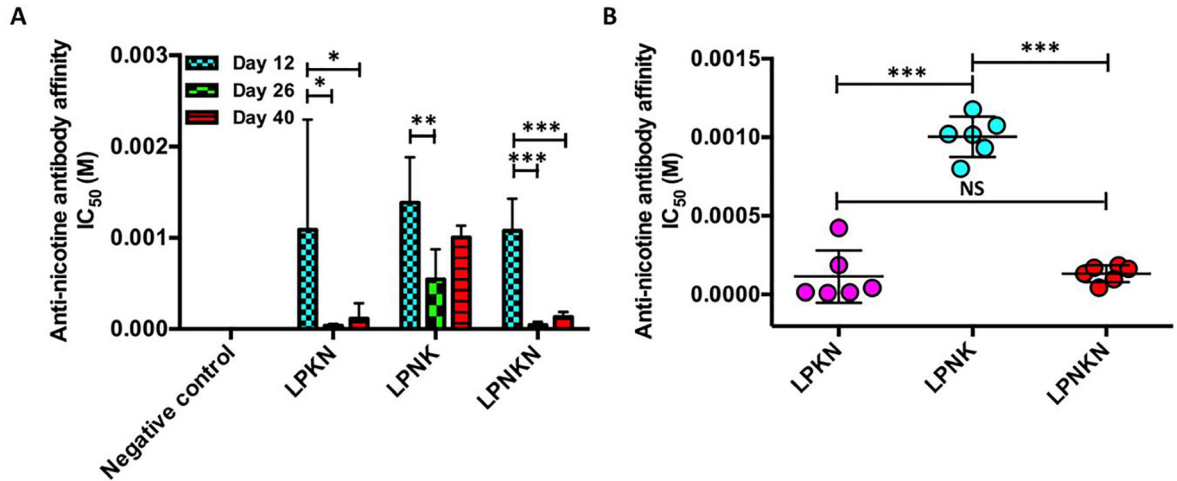 A
Anti-nicotine antibody affinity
IC50 (M)
0.003
0.002
0.001
0.000
Day 12
Day 26
Day 40
*
*
**
***
***
Negative control
LPKN
LPNK
LPNKN
B
Anti-nicotine antibody affinity
IC50 (M)
0.0015
0.0010
0.0005
0.0000
***
***
NS
LPKN
LPNK
LPNKN